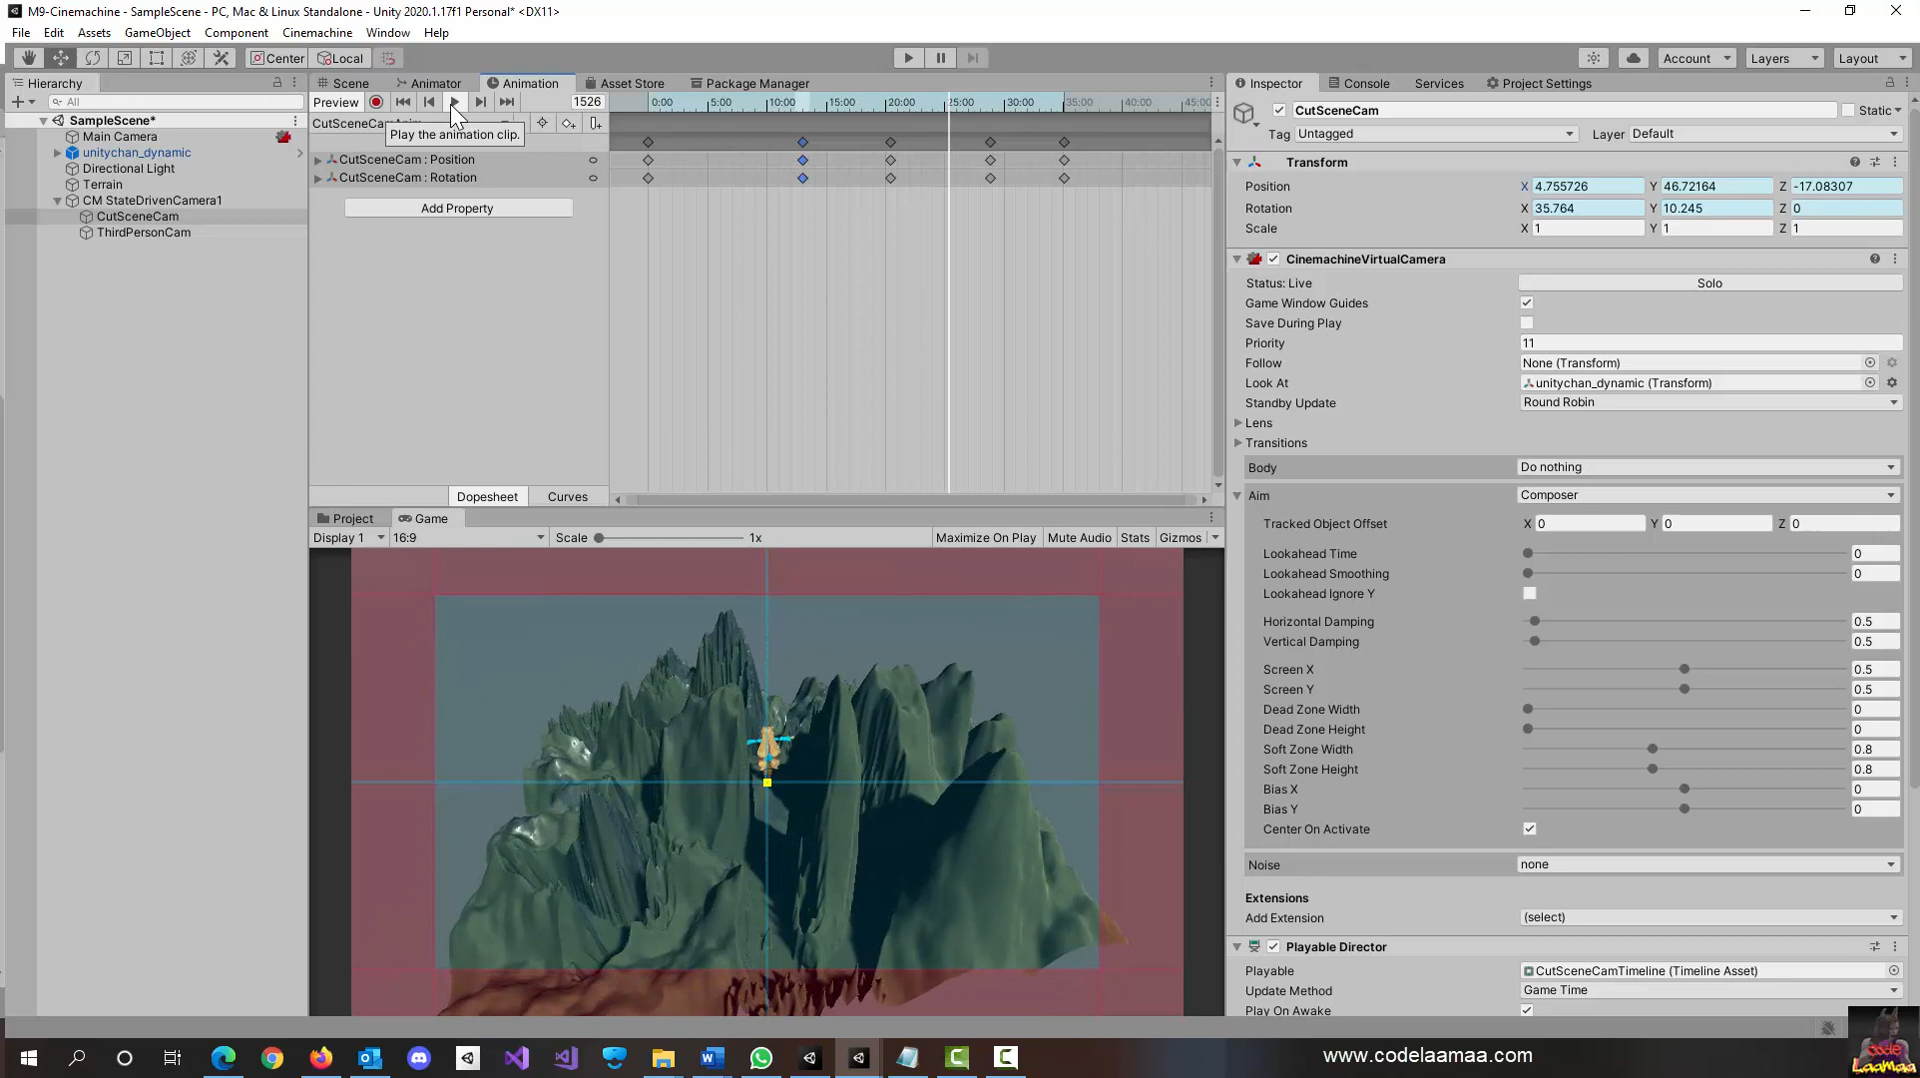 M9-Cinemachine - SampleScene - PC, Mac & Linux Standalone - Unity 2020.1.17f1 Personal* <DX11>
File Edit Assets GameObject Component Cinemachine Window Help
Center Local Account Layers Layout
Hierarchy
All
SampleScene*
Main Camera
unitychan_dynamic
Directional Light
Terrain
CM StateDrivenCamera1
CutSceneCam
ThirdPersonCam
Scene Animator Animation Asset Store Package Manager
Preview 1526 0:00 5:00 10:00 15:00 20:00 25:00 30:00 35:00 40:00 45:00
Play the animation clip.
CutSceneCam : Position
CutSceneCam : Rotation
Add Property
Dopesheet Curves
Project Game
Display 1 16:9 Scale 1x Maximize On Play Mute Audio Stats Gizmos
Inspector Console Services Project Settings
CutSceneCam Static
Tag Untagged Layer Default
Transform
Position X 4.755726 Y 46.72164 Z -17.08307
Rotation X 35.764 Y 10.245 Z 0
Scale X 1 Y 1 Z 1
CinemachineVirtualCamera
Status: Live Solo
Game Window Guides
Save During Play
Priority 11
Follow None (Transform)
Look At unitychan_dynamic (Transform)
Standby Update Round Robin
Lens
Transitions
Body Do nothing
Aim Composer
Tracked Object Offset X 0 Y 0 Z 0
Lookahead Time 0
Lookahead Smoothing 0
Lookahead Ignore Y
Horizontal Damping 0.5
Vertical Damping 0.5
Screen X 0.5
Screen Y 0.5
Dead Zone Width 0
Dead Zone Height 0
Soft Zone Width 0.8
Soft Zone Height 0.8
Bias X 0
Bias Y 0
Center On Activate
Noise none
Extensions
Add Extension (select)
Playable Director
Playable CutSceneCamTimeline (Timeline Asset)
Update Method Game Time
Play On Awake
www.codelaamaa.com
Code
Laamaa